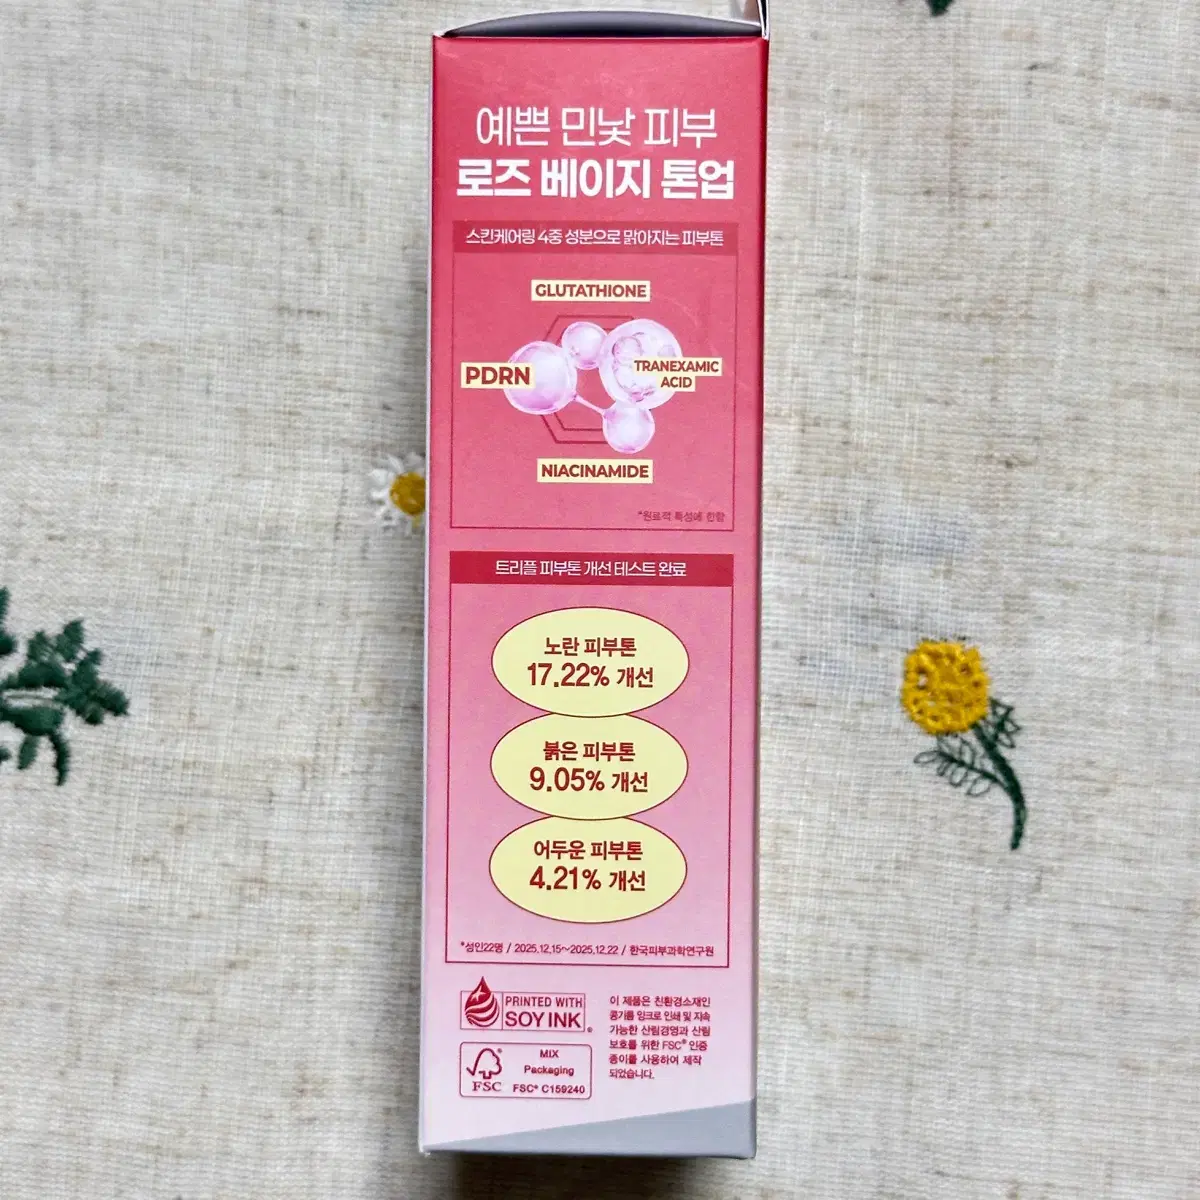 예쁜 민낯 피부
로즈 베이지 톤업
스킨케어링 4중 성분으로 맑아지는 피부톤
GLUTATHIONE
PDRN
TRANEXAMIC
ACID
NIACINAMIDE
*원료적 특성에 한함
트리플 피부톤 개선 테스트 완료
노란 피부톤
17.22% 개선
붉은 피부톤
9.05% 개선
어두운 피부톤
4.21% 개선
*성인22명 / 2025.12.15~2025.12.22 / 한국피부과학연구원
PRINTED WITH
SOY INK®
이 제품은 친환경소재인
콩기름 잉크로 인쇄 및 지속
가능한 산림경영과 산림
보호를 위한 FSC® 인증
종이를 사용하여 제작
되었습니다.
FSC
MIX
Packaging
FSC® C159240